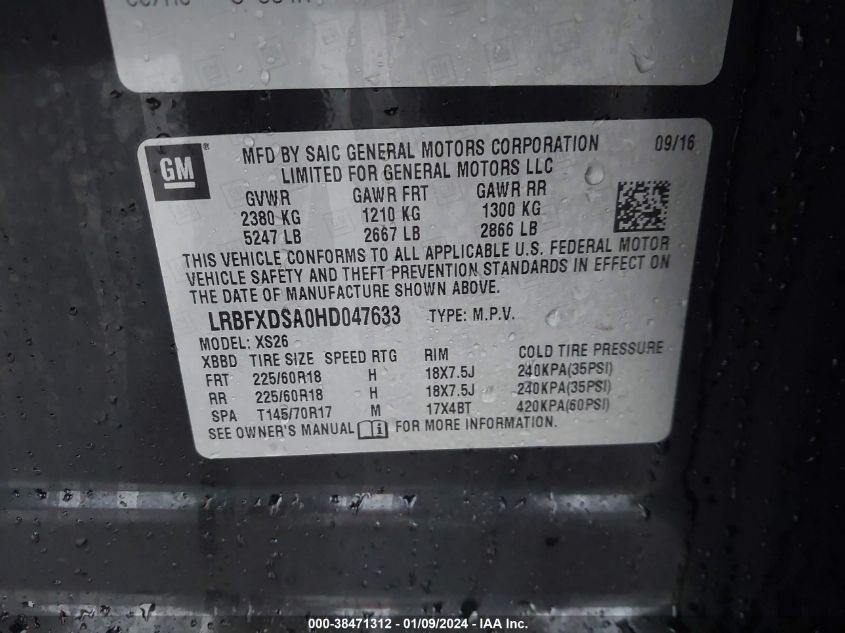 GM® MFD BY SAIC GENERAL MOTORS CORPORATION 09/16
LIMITED FOR GENERAL MOTORS LLC
GVWR GAWR FRT GAWR RR
2380 KG 1210 KG 1300 KG
5247 LB 2667 LB 2866 LB
THIS VEHICLE CONFORMS TO ALL APPLICABLE U.S. FEDERAL MOTOR
VEHICLE SAFETY AND THEFT PREVENTION STANDARDS IN EFFECT ON
THE DATE OF MANUFACTURE SHOWN ABOVE.
LRBFXDSA0HD047633 TYPE: M.P.V.
MODEL: XS26
XBBD TIRE SIZE SPEED RTG RIM COLD TIRE PRESSURE
FRT 225/60R18 H 18X7.5J 240KPA(35PSI)
RR 225/60R18 H 18X7.5J 240KPA(35PSI)
SPA T145/70R17 M 17X4BT 420KPA(60PSI)
SEE OWNER'S MANUAL FOR MORE INFORMATION.
000-38471312 - 01/09/2024 - IAA Inc.